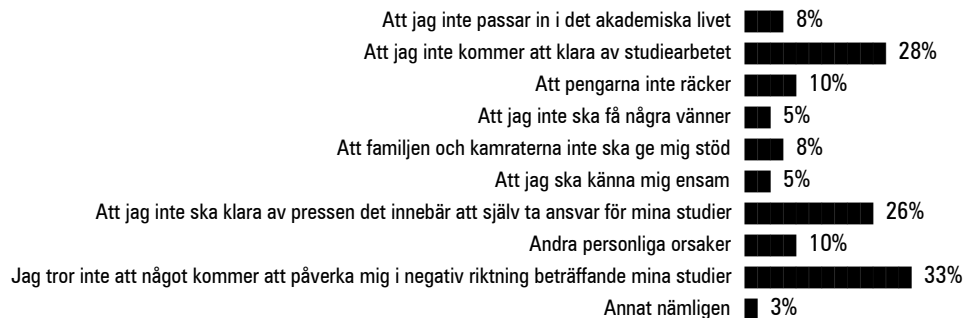 Att jag inte passar in i det akademiska livet 8%
Att jag inte kommer att klara av studiearbetet 28%
Att pengarna inte räcker 10%
Att jag inte ska få några vänner 5%
Att familjen och kamraterna inte ska ge mig stöd 8%
Att jag ska känna mig ensam 5%
Att jag inte ska klara av pressen det innebär att själv ta ansvar för mina studier 26%
Andra personliga orsaker 10%
Jag tror inte att något kommer att påverka mig i negativ riktning beträffande mina studier 33%
Annat nämligen 3%